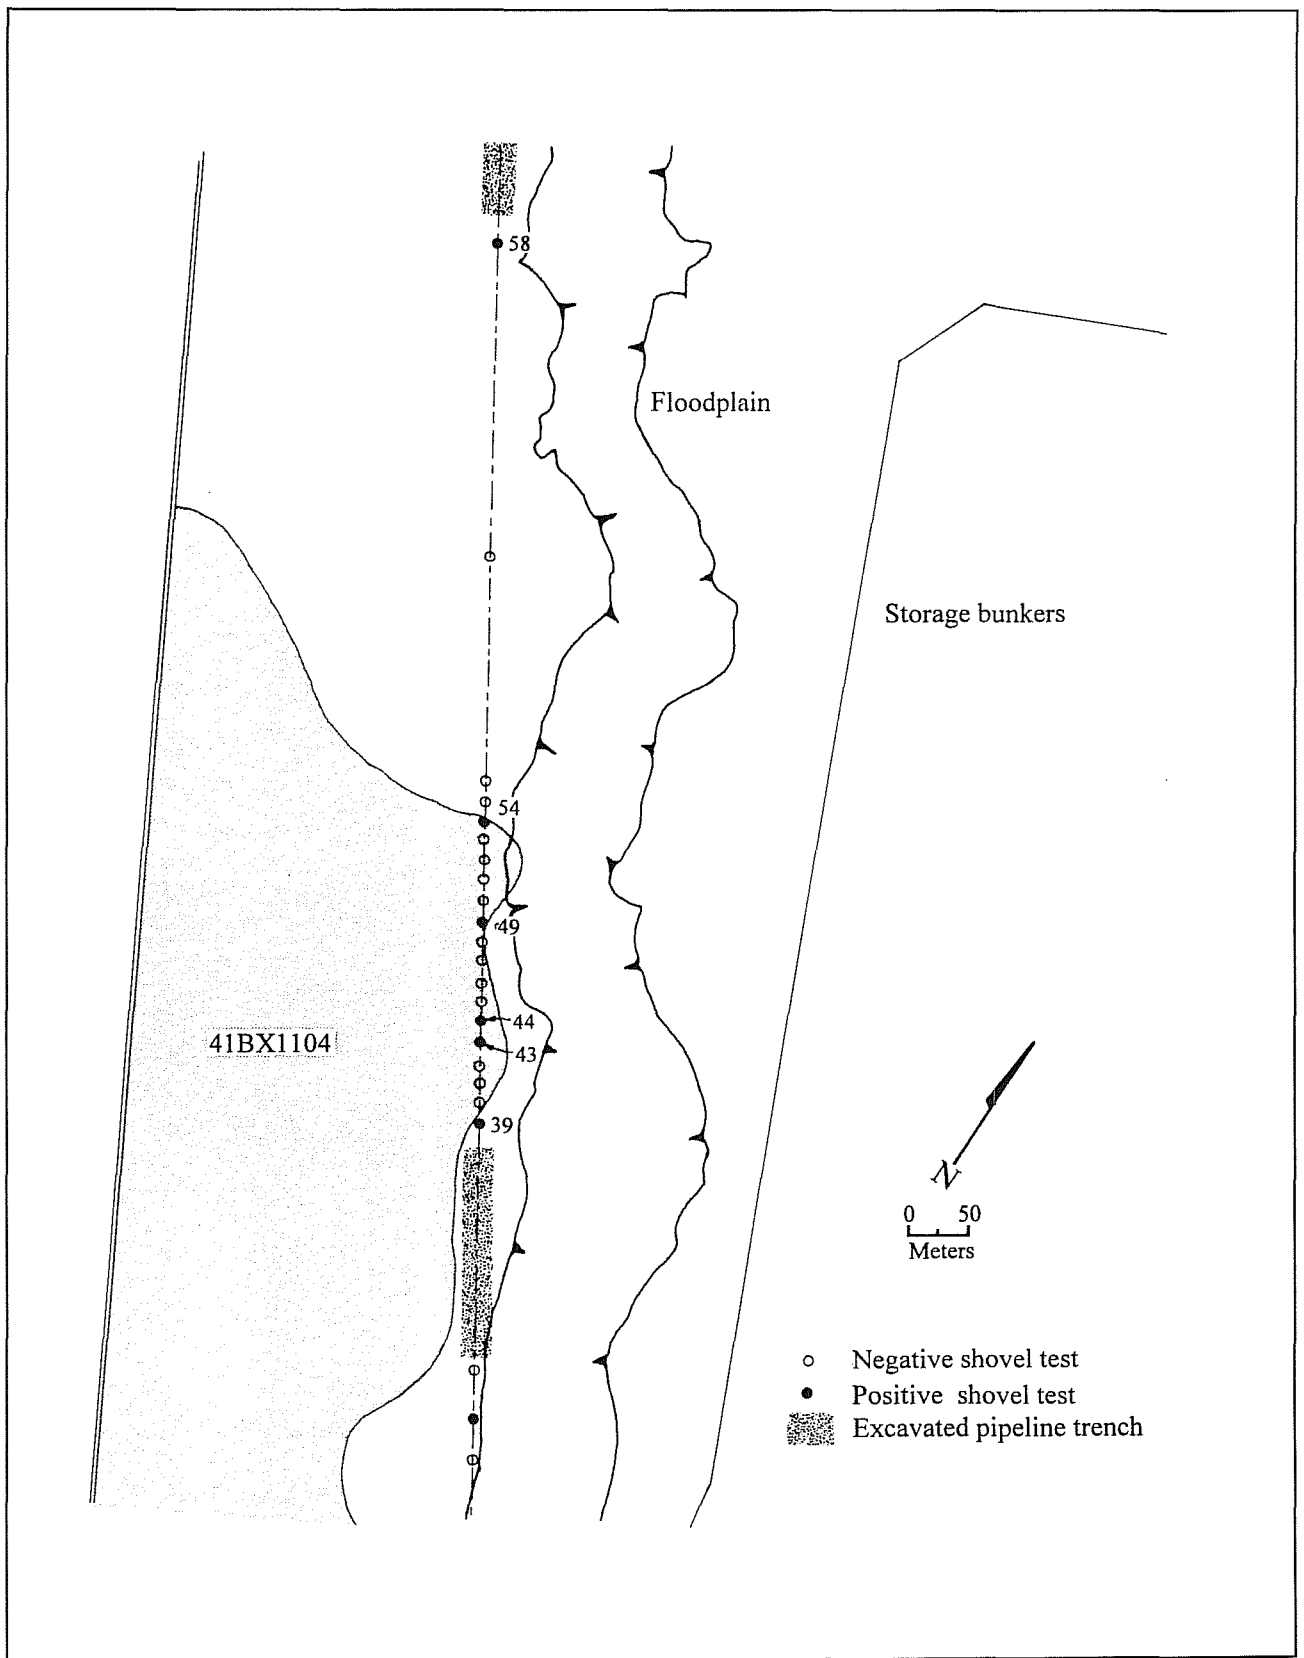 58
Floodplain
Storage bunkers
54
49
44
41BX1104
43
39
N
0 50
Meters
Negative shovel test
Positive shovel test
Excavated pipeline trench